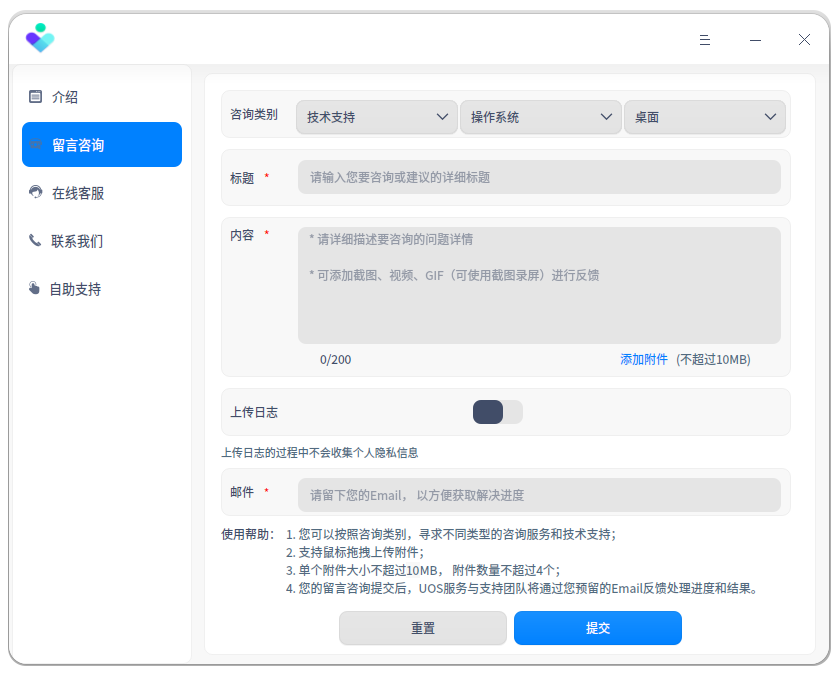 介绍
留言咨询
在线客服
联系我们
自助支持
咨询类别 技术支持 操作系统 桌面
标题 * 请输入您要咨询或建议的详细标题
内容 * * 请详细描述要咨询的问题详情
* 可添加截图、视频、GIF（可使用截图录屏）进行反馈
0/200 添加附件 (不超过10MB)
上传日志
上传日志的过程中不会收集个人隐私信息
邮件 * 请留下您的Email， 以方便获取解决进度
使用帮助： 1. 您可以按照咨询类别，寻求不同类型的咨询服务和技术支持；
2. 支持鼠标拖拽上传附件；
3. 单个附件大小不超过10MB， 附件数量不超过4个；
4. 您的留言咨询提交后，UOS服务与支持团队将通过您预留的Email反馈处理进度和结果。
重置 提交